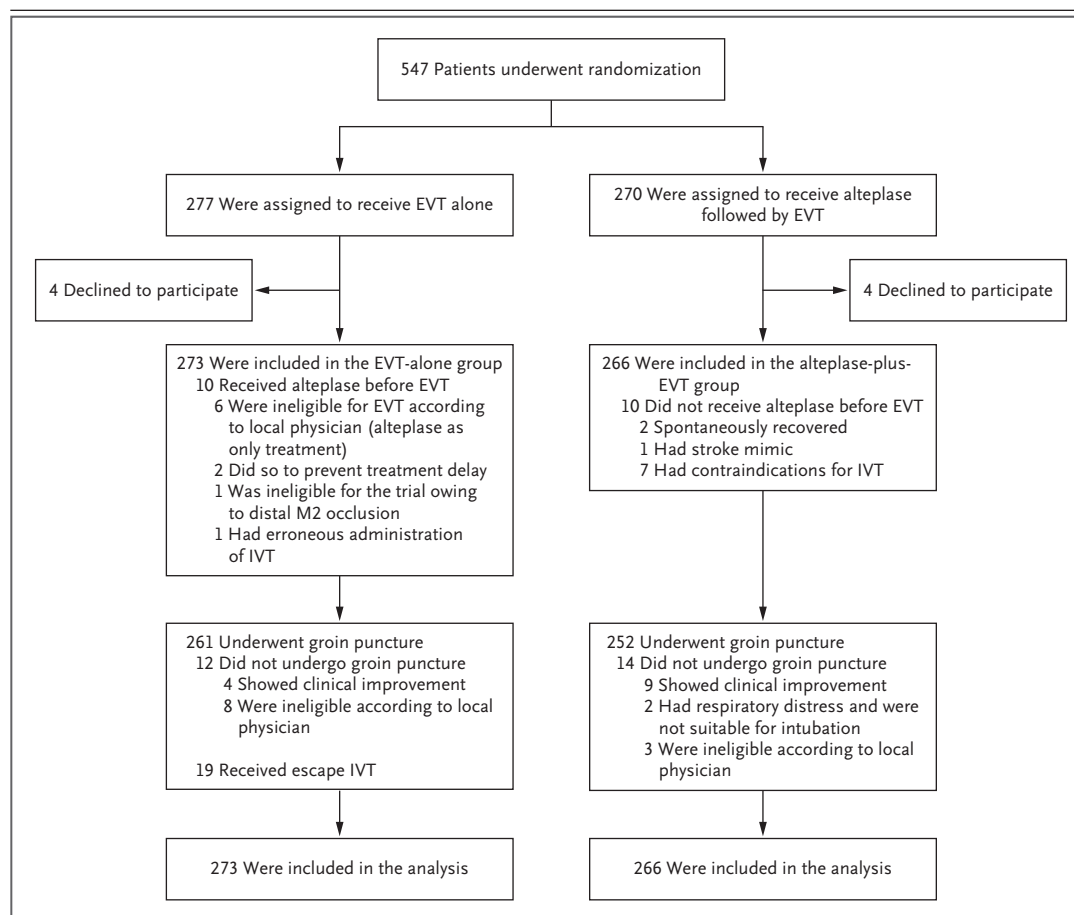 547 Patients underwent randomization
277 Were assigned to receive EVT alone
270 Were assigned to receive alteplase
followed by EVT
4 Declined to participate
4 Declined to participate
273 Were included in the EVT-alone group
10 Received alteplase before EVT
6 Were ineligible for EVT according
to local physician (alteplase as
only treatment)
2 Did so to prevent treatment delay
1 Was ineligible for the trial owing
to distal M2 occlusion
1 Had erroneous administration
of IVT
266 Were included in the alteplase-plus-
EVT group
10 Did not receive alteplase before EVT
2 Spontaneously recovered
1 Had stroke mimic
7 Had contraindications for IVT
261 Underwent groin puncture
12 Did not undergo groin puncture
4 Showed clinical improvement
8 Were ineligible according to local
physician
19 Received escape IVT
252 Underwent groin puncture
14 Did not undergo groin puncture
9 Showed clinical improvement
2 Had respiratory distress and were
not suitable for intubation
3 Were ineligible according to local
physician
273 Were included in the analysis
266 Were included in the analysis